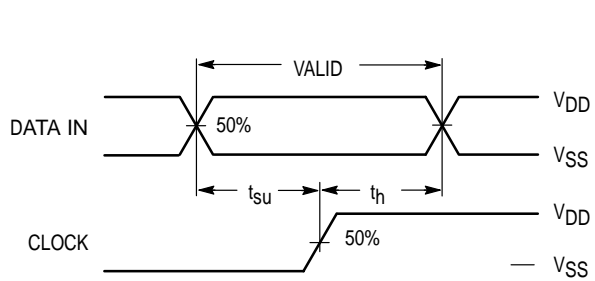 VALID
DATA IN
50%
VDD
VSS
tsu
th
CLOCK
50%
VDD
VSS